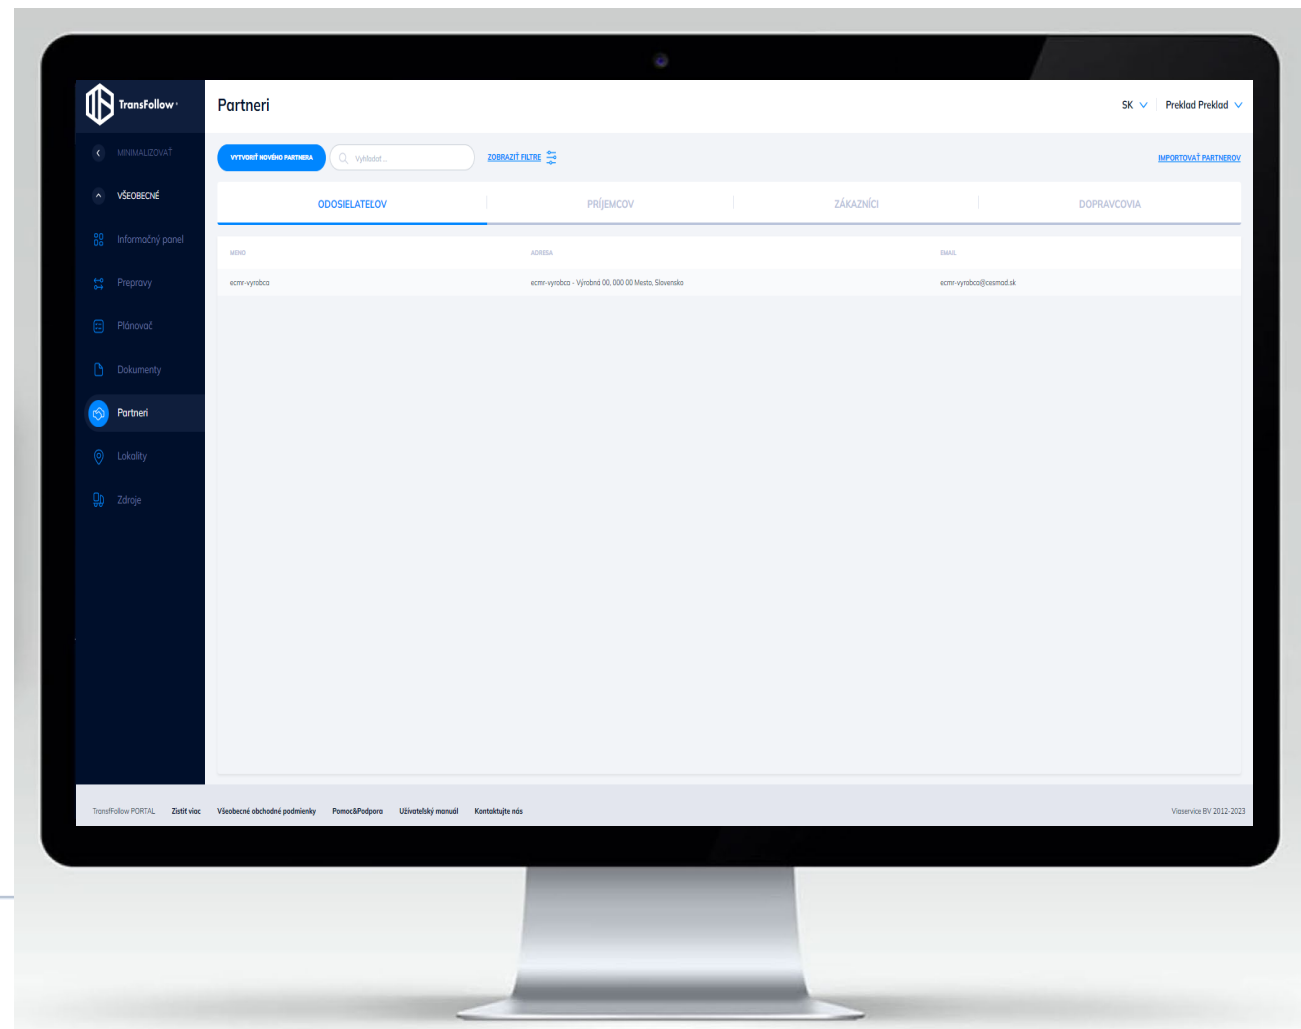 TransFollow
Partneri
SK
Preklad Preklad
MINIMALIZOVAŤ
VYTVORIŤ NOVÉHO PARTNERA
Vyhľadať ...
ZOBRAZIŤ FILTRE
IMPORTOVAŤ PARTNEROV
VŠEOBECNÉ
ODOSIELATEĽOV
PRÍJEMCOV
ZÁKAZNÍCI
DOPRAVCOVIA
Informačný panel
MENO
ADRESA
EMAIL
Prepravy
ecmr-vyrobca
ecmr-vyrobca - Výrobná 00, 000 00 Mesto, Slovensko
ecmr-vyrobca@cesmad.sk
Plánovač
Dokumenty
Partneri
Lokality
Zdroje
TransfFollow PORTAL
Zistiť viac
Všeobecné obchodné podmienky
Pomoc&Podpora
Užívateľský manuál
Kontaktujte nás
Viaservice BV 2012-2023